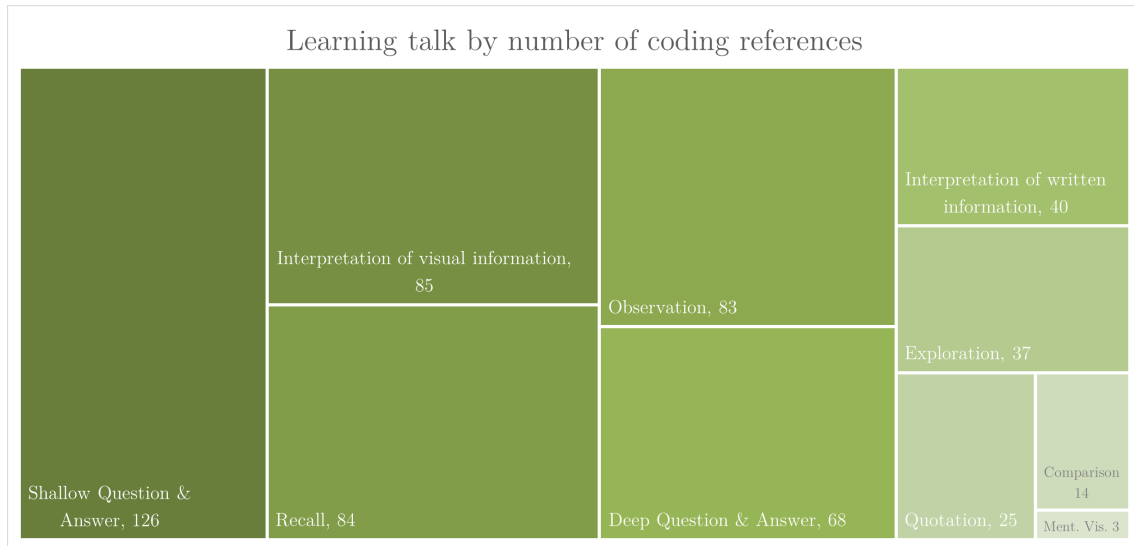 Learning talk by number of coding references
Shallow Question &
Answer, 126
Interpretation of visual information,
85
Recall, 84
Observation, 83
Deep Question & Answer, 68
Interpretation of written
information, 40
Exploration, 37
Quotation, 25
Comparison
14
Ment. Vis. 3